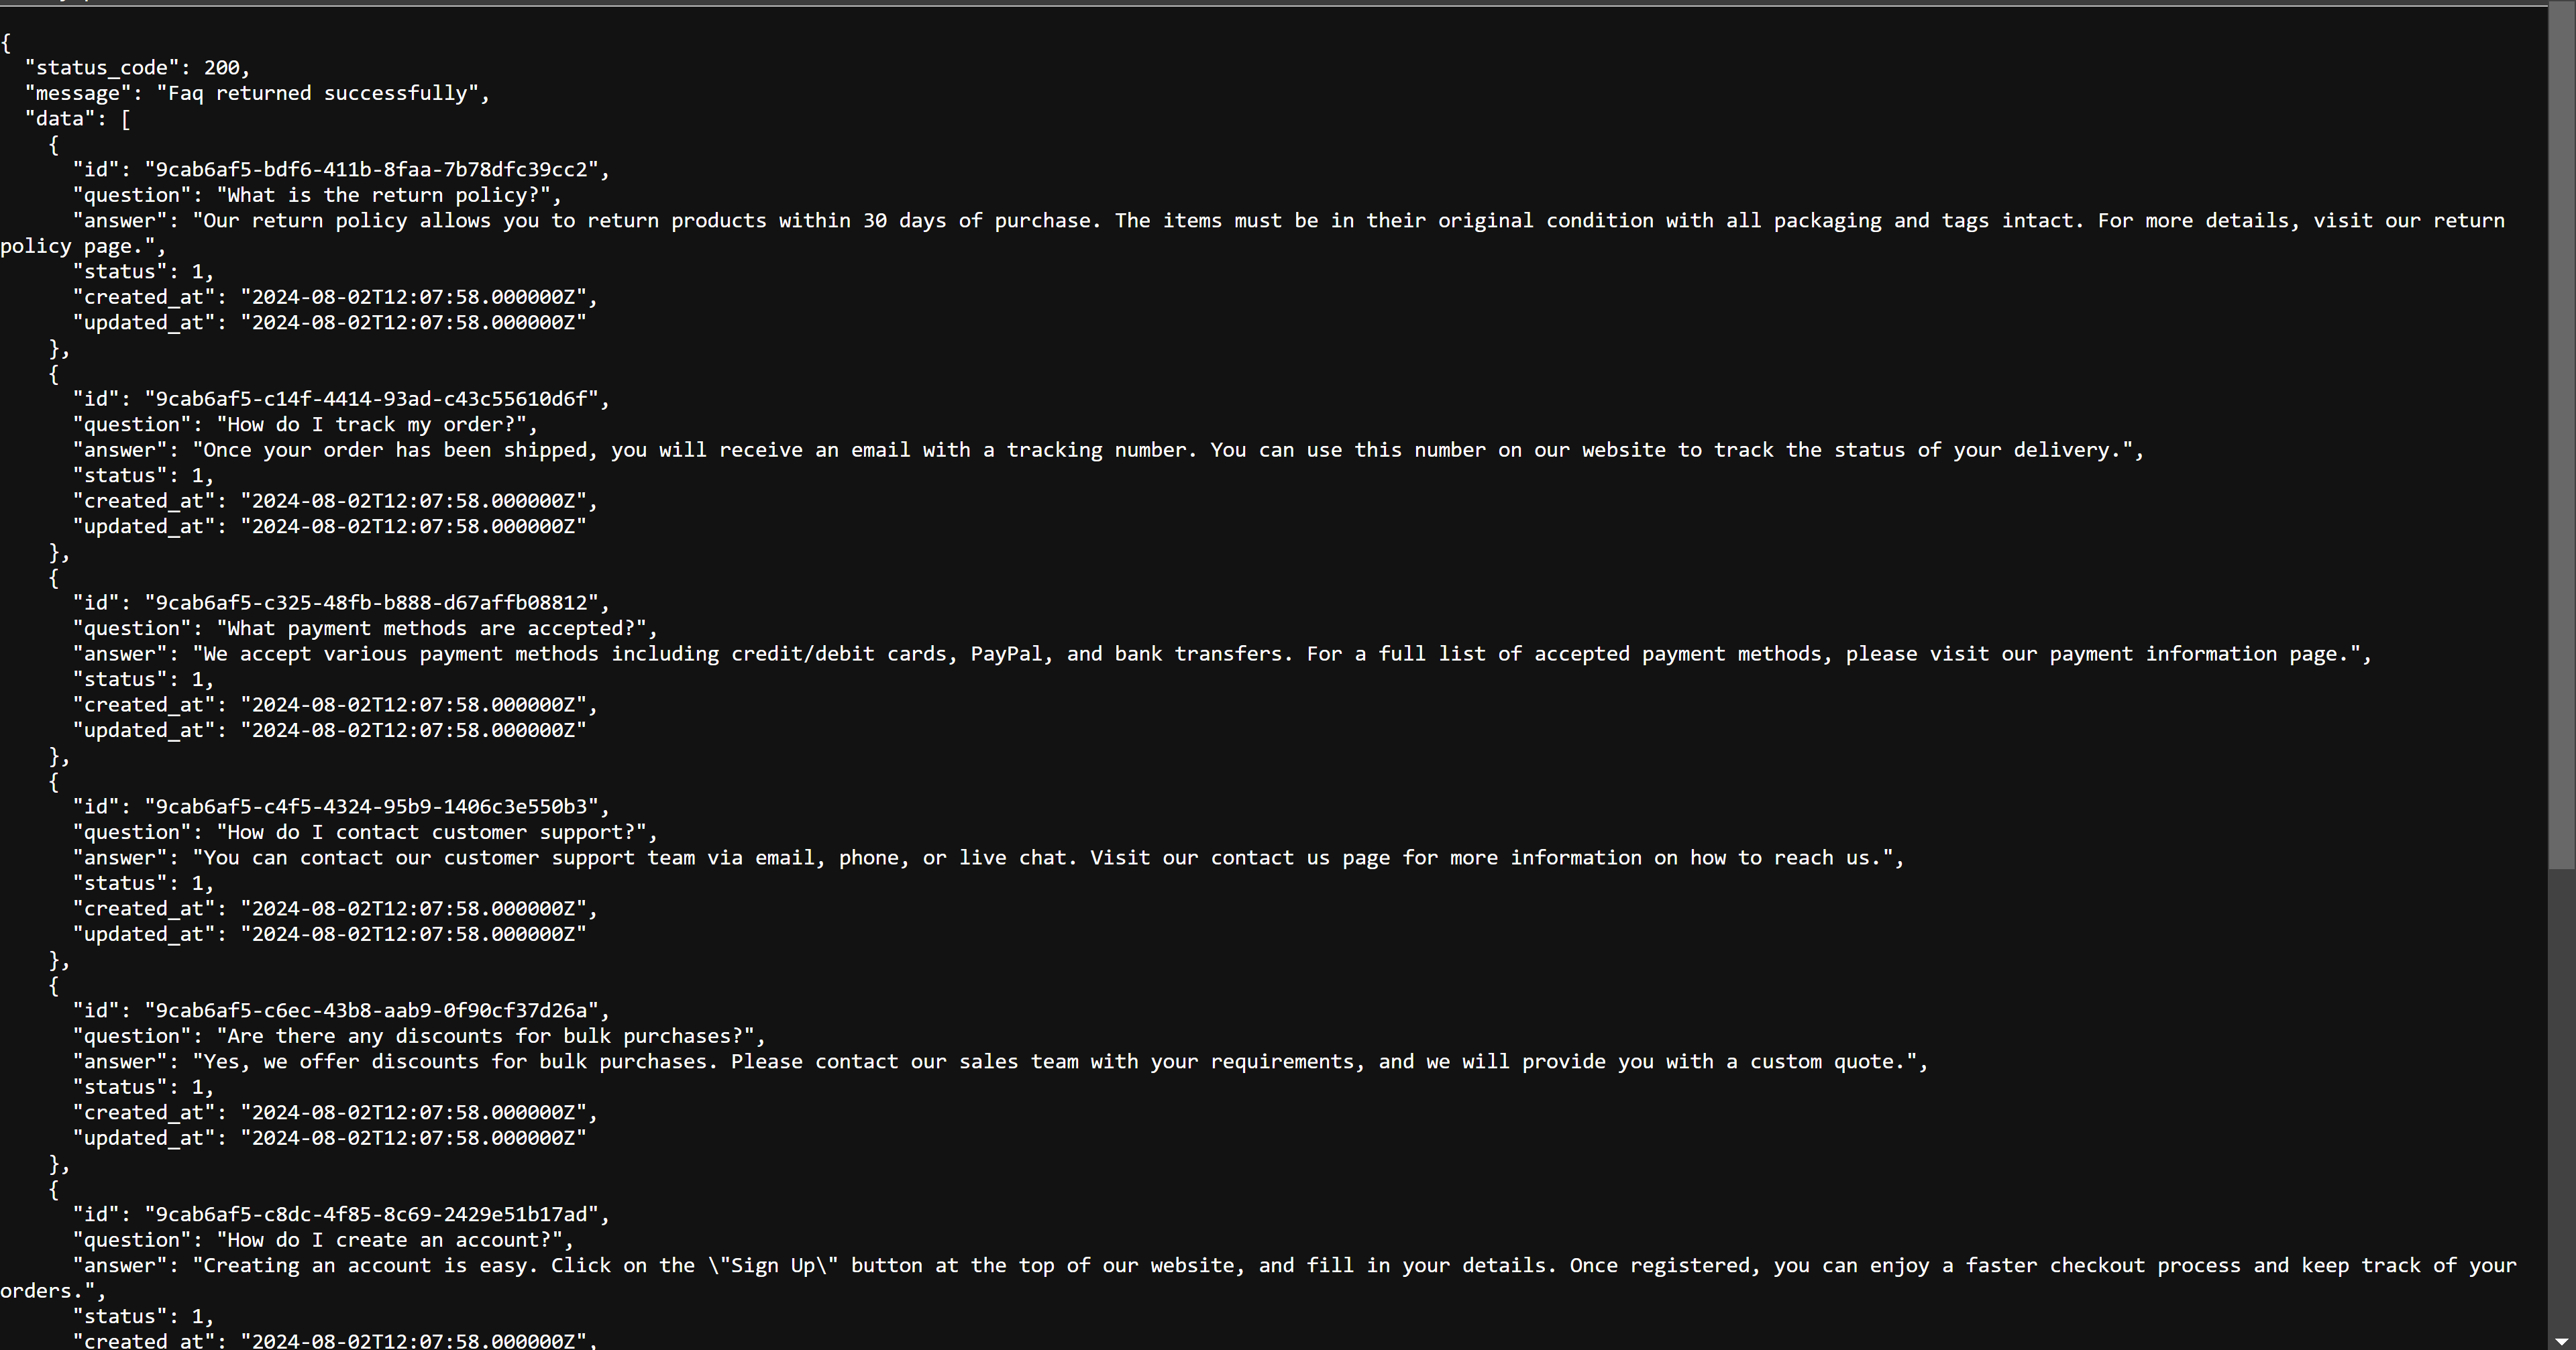 {
  "status_code": 200,
  "message": "Faq returned successfully",
  "data": [
    {
      "id": "9cab6af5-bdf6-411b-8faa-7b78dfc39cc2",
      "question": "What is the return policy?",
      "answer": "Our return policy allows you to return products within 30 days of purchase. The items must be in their original condition with all packaging and tags intact. For more details, visit our return
policy page.",
      "status": 1,
      "created_at": "2024-08-02T12:07:58.000000Z",
      "updated_at": "2024-08-02T12:07:58.000000Z"
    },
    {
      "id": "9cab6af5-c14f-4414-93ad-c43c55610d6f",
      "question": "How do I track my order?",
      "answer": "Once your order has been shipped, you will receive an email with a tracking number. You can use this number on our website to track the status of your delivery.",
      "status": 1,
      "created_at": "2024-08-02T12:07:58.000000Z",
      "updated_at": "2024-08-02T12:07:58.000000Z"
    },
    {
      "id": "9cab6af5-c325-48fb-b888-d67affb08812",
      "question": "What payment methods are accepted?",
      "answer": "We accept various payment methods including credit/debit cards, PayPal, and bank transfers. For a full list of accepted payment methods, please visit our payment information page.",
      "status": 1,
      "created_at": "2024-08-02T12:07:58.000000Z",
      "updated_at": "2024-08-02T12:07:58.000000Z"
    },
    {
      "id": "9cab6af5-c4f5-4324-95b9-1406c3e550b3",
      "question": "How do I contact customer support?",
      "answer": "You can contact our customer support team via email, phone, or live chat. Visit our contact us page for more information on how to reach us.",
      "status": 1,
      "created_at": "2024-08-02T12:07:58.000000Z",
      "updated_at": "2024-08-02T12:07:58.000000Z"
    },
    {
      "id": "9cab6af5-c6ec-43b8-aab9-0f90cf37d26a",
      "question": "Are there any discounts for bulk purchases?",
      "answer": "Yes, we offer discounts for bulk purchases. Please contact our sales team with your requirements, and we will provide you with a custom quote.",
      "status": 1,
      "created_at": "2024-08-02T12:07:58.000000Z",
      "updated_at": "2024-08-02T12:07:58.000000Z"
    },
    {
      "id": "9cab6af5-c8dc-4f85-8c69-2429e51b17ad",
      "question": "How do I create an account?",
      "answer": "Creating an account is easy. Click on the \"Sign Up\" button at the top of our website, and fill in your details. Once registered, you can enjoy a faster checkout process and keep track of your
orders.",
      "status": 1,
      "created_at": "2024-08-02T12:07:58.000000Z",